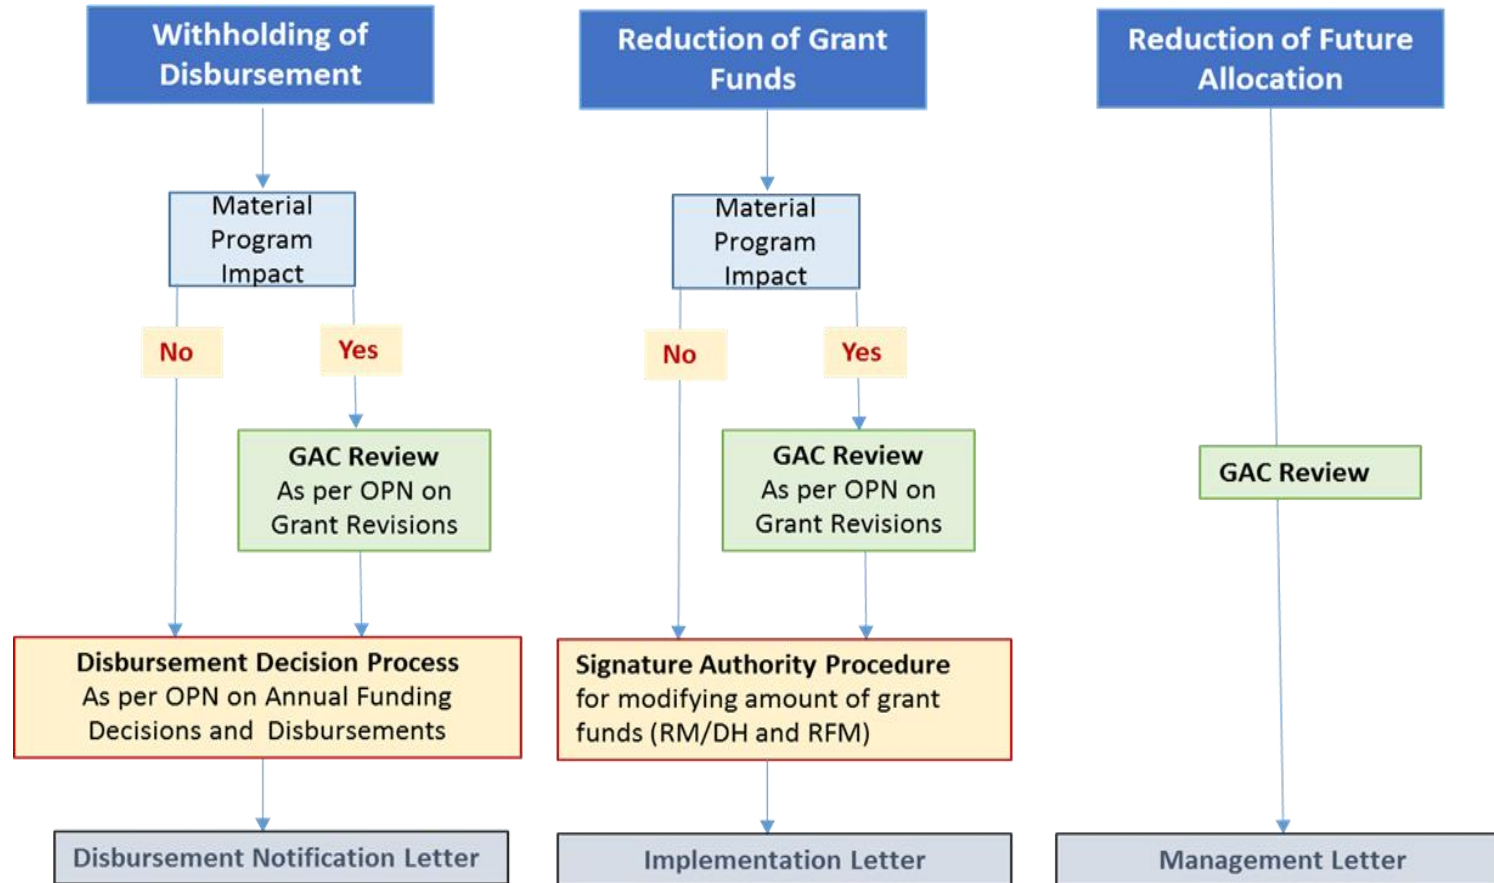 Withholding of
Disbursement
Material
Program
Impact
No
Yes
GAC Review
As per OPN on
Grant Revisions
Disbursement Decision Process
As per OPN on Annual Funding
Decisions and Disbursements
Disbursement Notification Letter
Reduction of Grant
Funds
Material
Program
Impact
No
Yes
GAC Review
As per OPN on
Grant Revisions
Signature Authority Procedure
for modifying amount of grant
funds (RM/DH and RFM)
Implementation Letter
Reduction of Future
Allocation
GAC Review
Management Letter